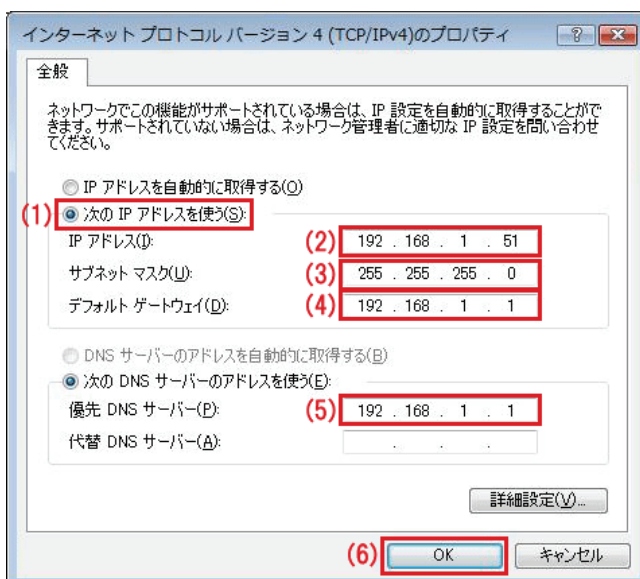 インターネット プロトコル バージョン 4 (TCP/IPv4)のプロパティ
全般
ネットワークでこの機能がサポートされている場合は、IP 設定を自動的に取得することがで
きます。サポートされていない場合は、ネットワーク管理者に適切な IP 設定を問い合わせ
てください。
IP アドレスを自動的に取得する(O)
(1) 次の IP アドレスを使う(S):
IP アドレス(I): (2) 192 . 168 . 1 . 51
サブネット マスク(U): (3) 255 . 255 . 255 . 0
デフォルト ゲートウェイ(D): (4) 192 . 168 . 1 . 1
DNS サーバーのアドレスを自動的に取得する(B)
次の DNS サーバーのアドレスを使う(E):
優先 DNS サーバー(P): (5) 192 . 168 . 1 . 1
代替 DNS サーバー(A): . . .
詳細設定(V)...
(6) OK キャンセル